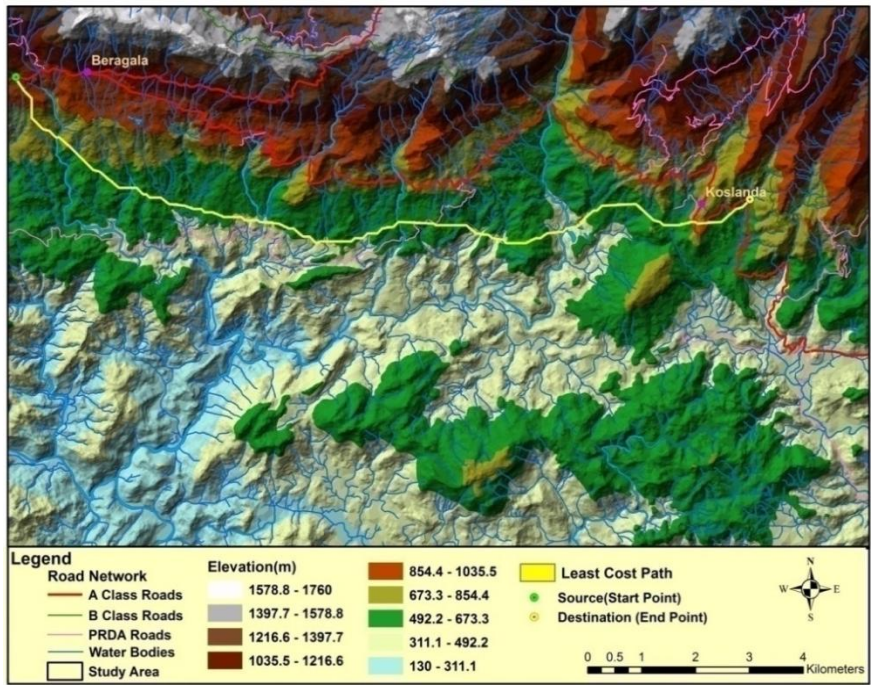 Beragala
Koslanda
Legend
Road Network
A Class Roads
B Class Roads
PRDA Roads
Water Bodies
Study Area
Elevation(m)
1578.8 - 1760
1397.7 - 1578.8
1216.6 - 1397.7
1035.5 - 1216.6
854.4 - 1035.5
673.3 - 854.4
492.2 - 673.3
311.1 - 492.2
130 - 311.1
Least Cost Path
Source(Start Point)
Destination (End Point)
N
W E
S
0 0.5 1 2 3 4
Kilometers